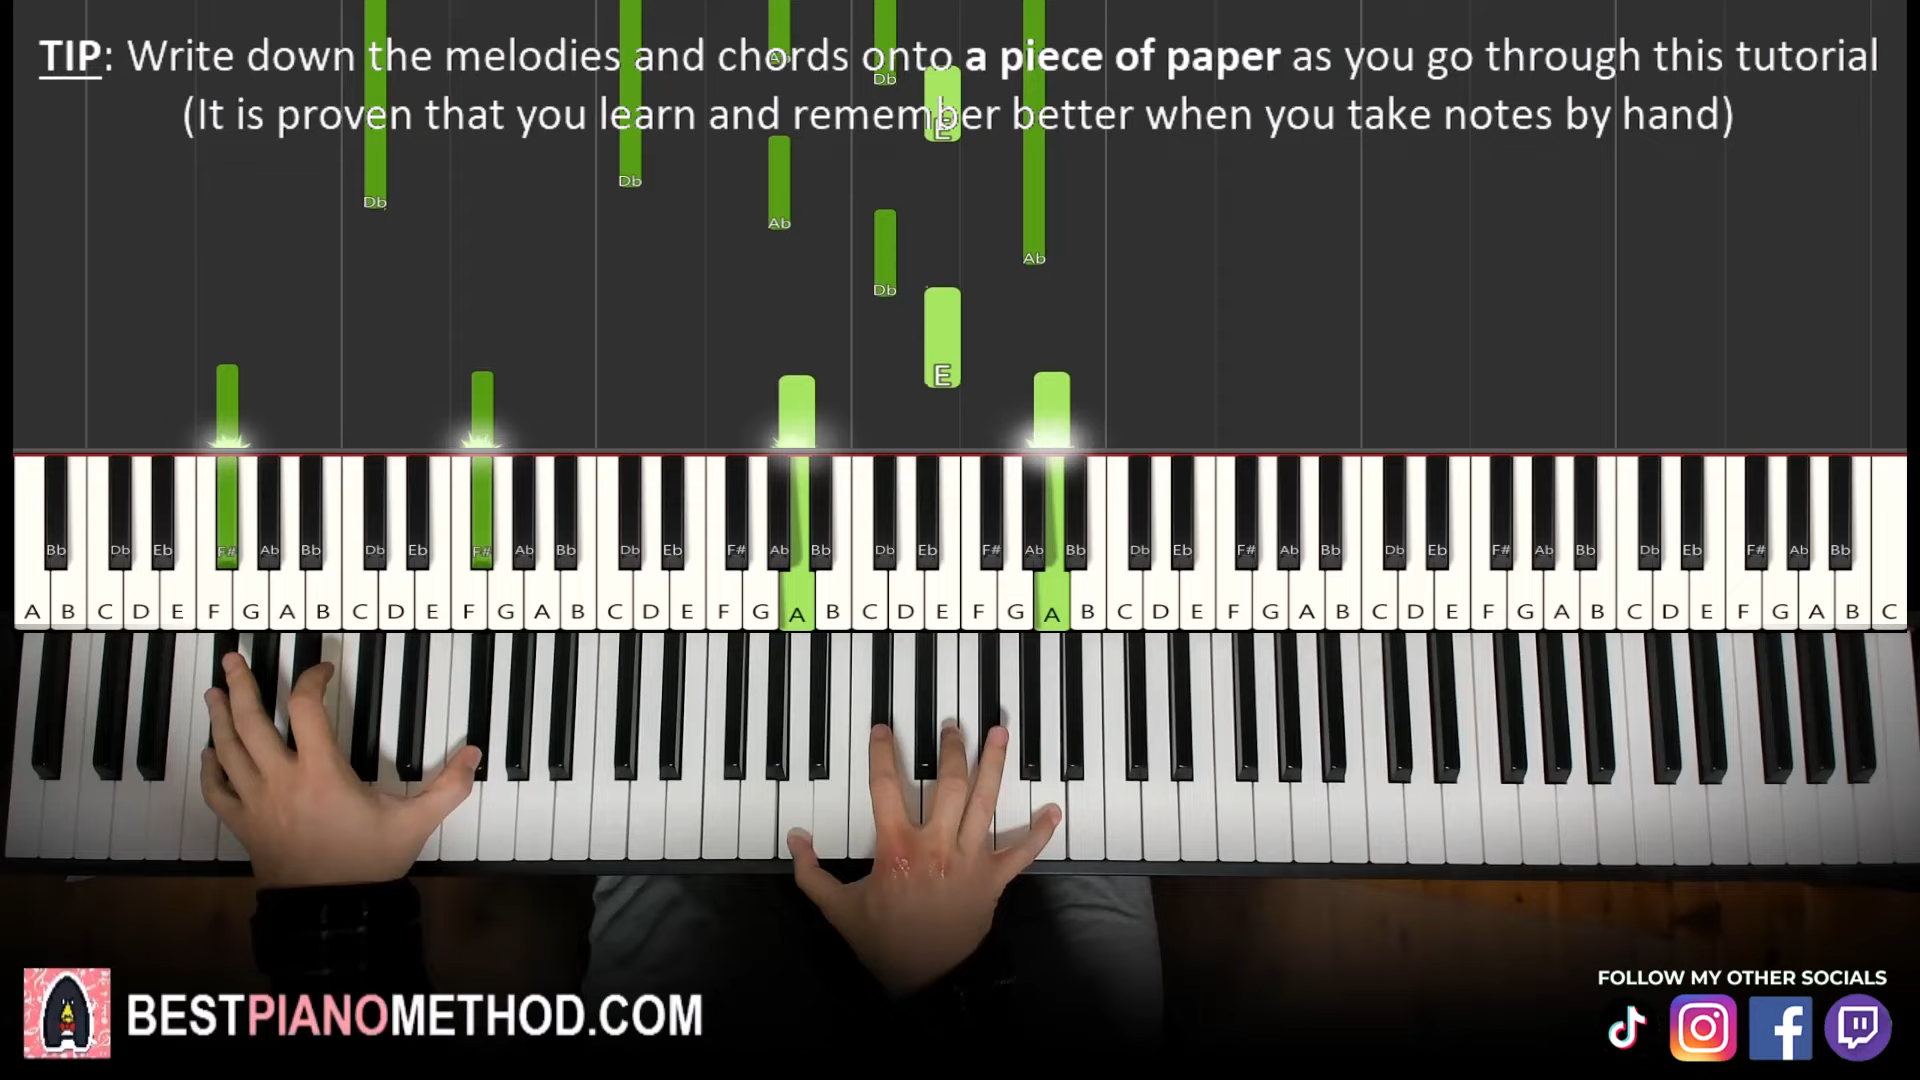 TIP: Write down the melodies and chords onto a piece of paper as you go through this tutorial
(It is proven that you learn and remember better when you take notes by hand)
Ab Db E
Db Db Ab
Ab
Db
E
Bb Db Eb F# Ab Bb Db Eb F# Ab Bb Db Eb F# Ab Bb Db Eb F# Ab Bb Db Eb F# Ab Bb Db Eb F# Ab Bb Db Eb F# Ab Bb
A B C D E F G A B C D E F G A B C D E F G A B C D E F G A B C D E F G A B C D E F G A B C D E F G A B C
FOLLOW MY OTHER SOCIALS
BESTPIANOMETHOD.COM